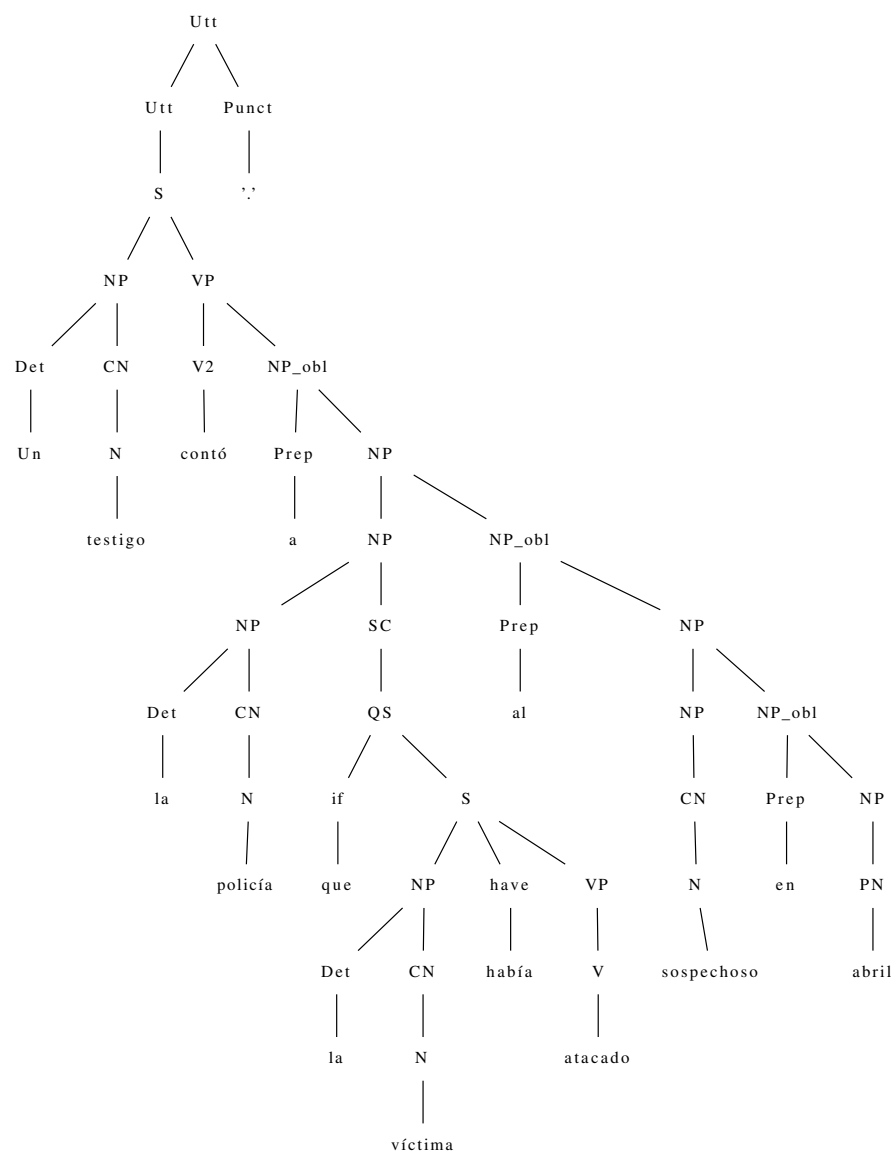 Utt
Utt Punct
S '.'
NP VP
Det CN V2 NP_obl
Un N contó Prep NP
testigo a NP NP_obl
NP SC Prep NP
Det CN QS al NP NP_obl
la N if S CN Prep NP
policía que NP have VP N en PN
Det CN había V sospechoso abril
la N atacado
víctima